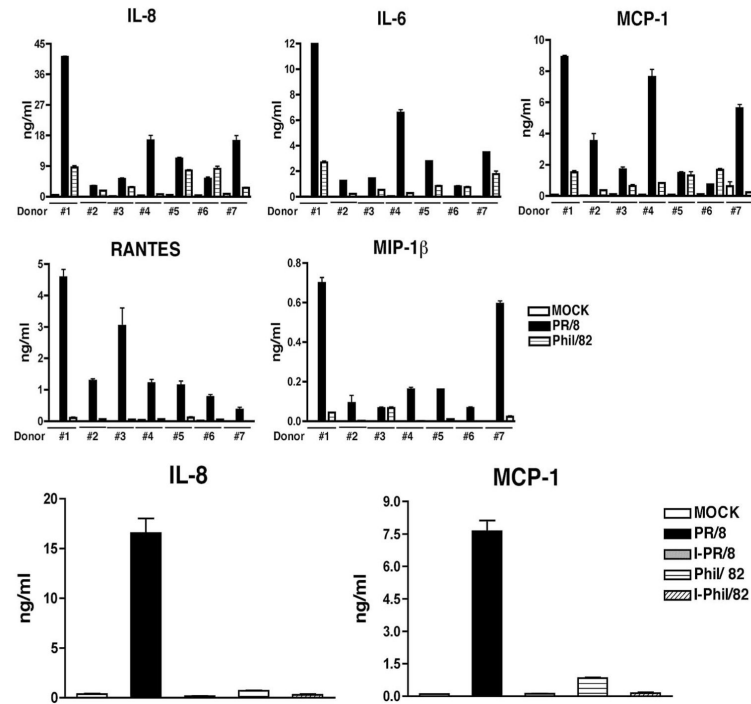 IL-8
IL-6
MCP-1
ng/ml
45
36
27
18
9
0
12
10
8
6
4
2
0
10
8
6
4
2
0
Donor #1 #2 #3 #4 #5 #6 #7
Donor #1 #2 #3 #4 #5 #6 #7
Donor #1 #2 #3 #4 #5 #6 #7
RANTES
MIP-1β
ng/ml
5
4
3
2
1
0
ng/ml
0.8
0.6
0.4
0.2
0.0
MOCK
PR/8
Phil/82
Donor #1 #2 #3 #4 #5 #6 #7
Donor #1 #2 #3 #4 #5 #6 #7
IL-8
MCP-1
ng/ml
20
15
10
5
0
ng/ml
9.0
7.5
6.0
4.5
3.0
1.5
0.0
MOCK
PR/8
I-PR/8
Phil/ 82
I-Phil/82